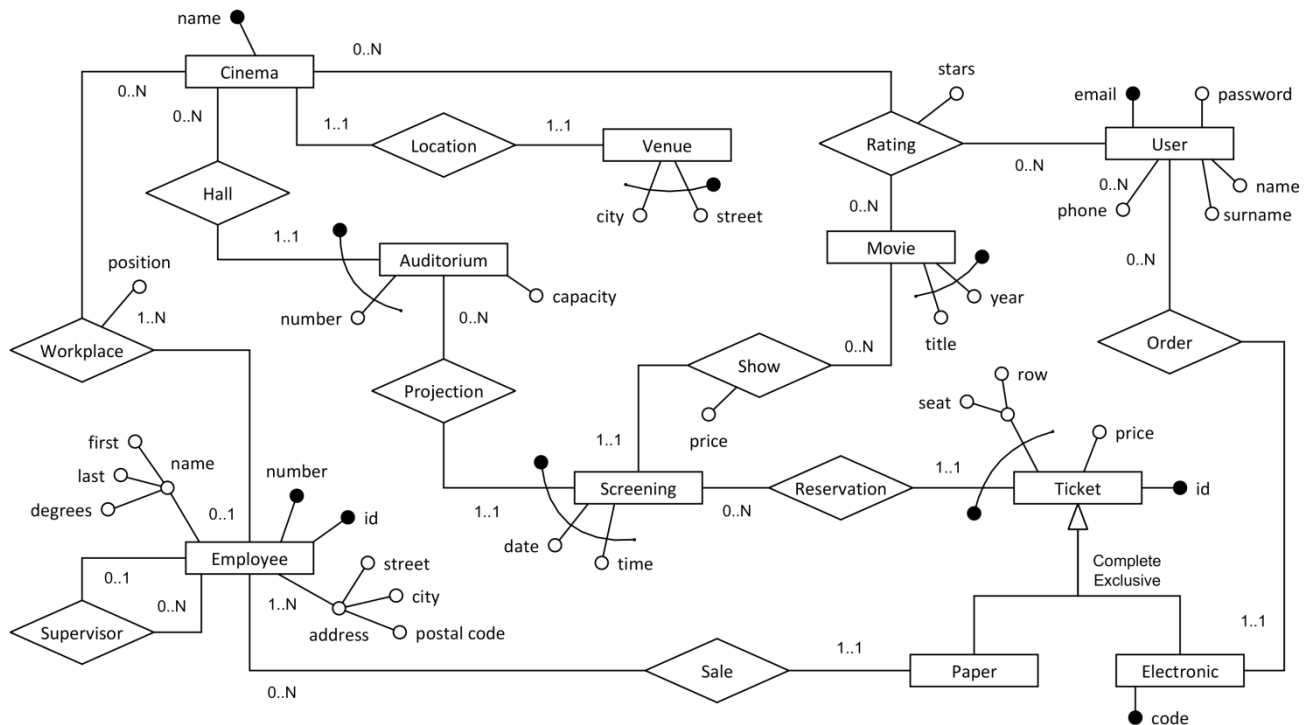 name
0..N
Cinema
stars
0..N
0..N
email
password
1..1
1..1
Location
Venue
Rating
User
0..N
Hall
0..N
name
city
street
phone
surname
0..N
1..1
Auditorium
Movie
0..N
position
capacity
year
number
0..N
title
1..N
Workplace
Show
0..N
Order
Projection
row
seat
price
price
first
name
number
1..1
last
Screening
Reservation
1..1
Ticket
id
degrees
0..1
id
1..1
0..N
date
time
Employee
street
Complete
Exclusive
0..1
0..N
1..N
city
Supervisor
address
postal code
1..1
1..1
Sale
Paper
Electronic
0..N
code